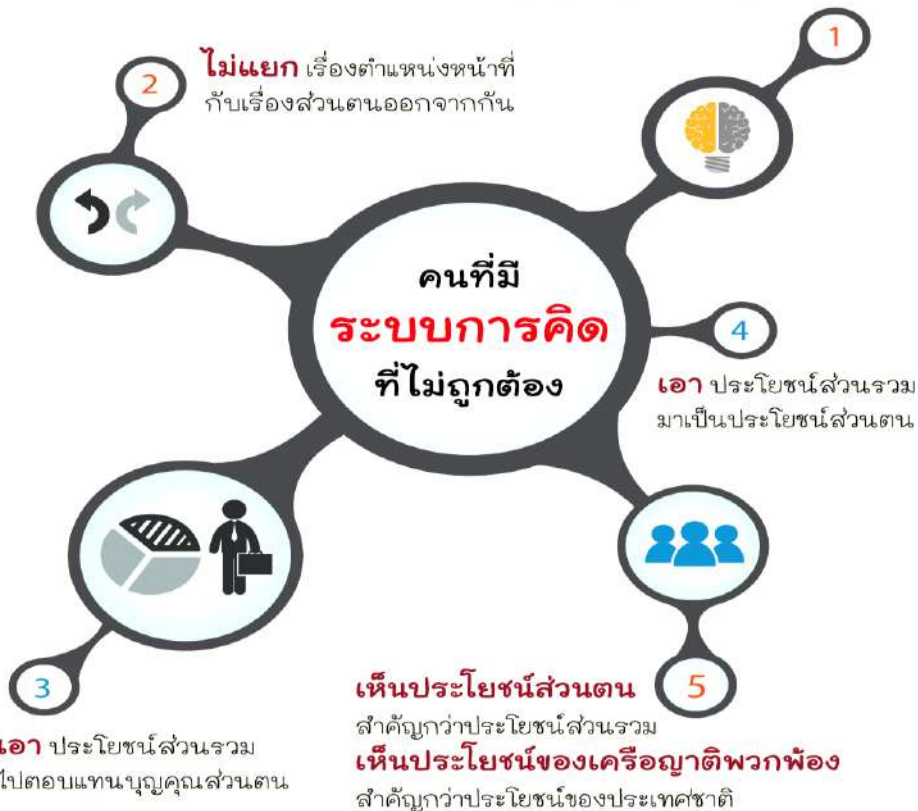 1
2
ไม่แยก เรื่องตำแหน่งหน้าที่
กับเรื่องส่วนตนออกจากกัน
คนที่มี
ระบบการคิด
ที่ไม่ถูกต้อง
4
เอา ประโยชน์ส่วนรวม
มาเป็นประโยชน์ส่วนตน
3
เอา ประโยชน์ส่วนรวม
ไปตอบแทนบุญคุณส่วนตน
5
เห็นประโยชน์ส่วนตน
สำคัญกว่าประโยชน์ส่วนรวม
เห็นประโยชน์ของเครือญาติพวกพ้อง
สำคัญกว่าประโยชน์ของประเทศชาติ